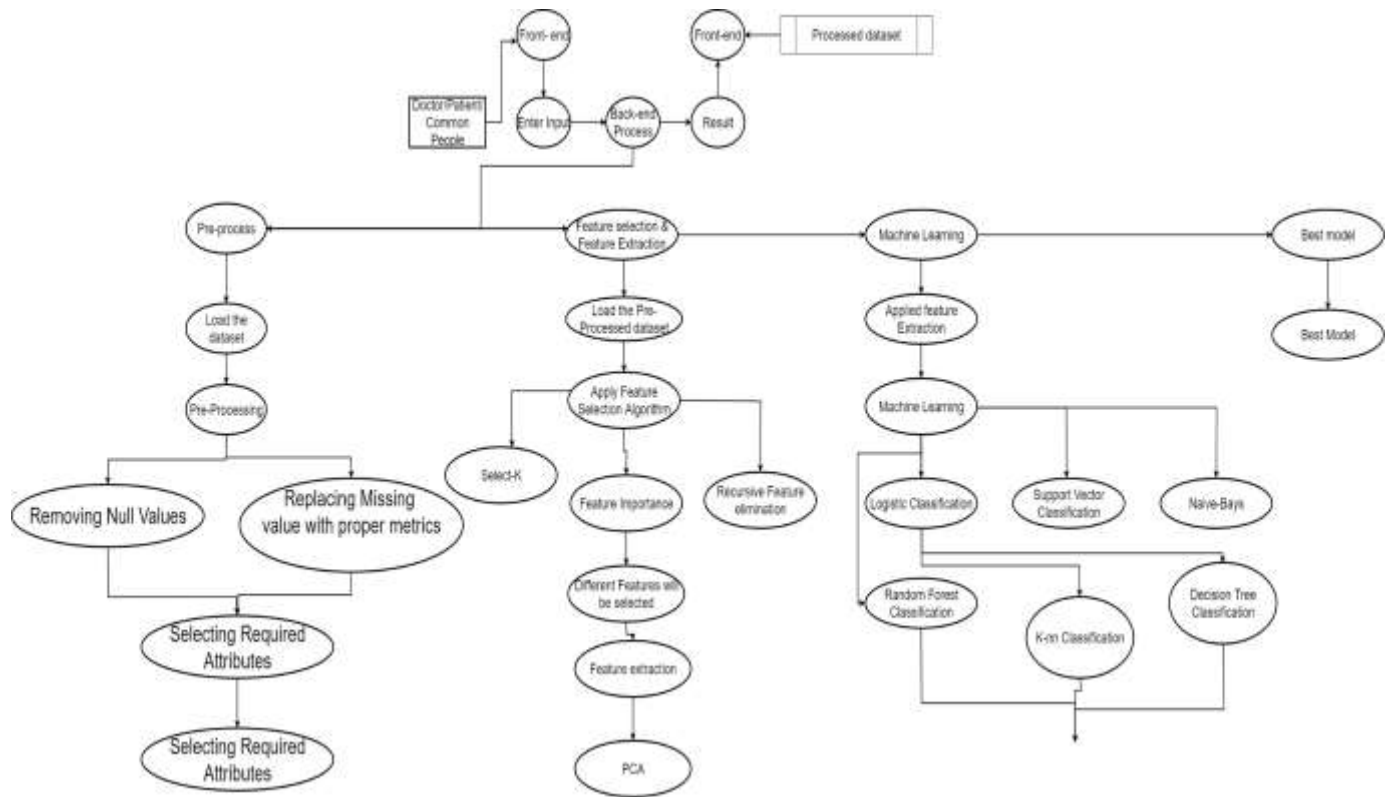 Front- end
Front-end
Processed dataset
Doctor/Patient/
Common
People
Enter Input
Back-end
Process
Result
Pre-process
Feature selection &
Feature Extraction
Machine Learning
Best model
Load the
dataset
Load the Pre-
Processed dataset
Applied feature
Extraction
Best Model
Pre-Processing
Apply Feature
Selection Algorithm
Machine Learning
Select-K
Removing Null Values
Replacing Missing
value with proper metrics
Feature Importance
Recursive Feature
elimination
Logistic Classification
Support Vector
Classification
Naive-Bays
Different Features will
be selected
Random Forest
Classification
K-nn Classification
Decision Tree
Classification
Selecting Required
Attributes
Feature extraction
Selecting Required
Attributes
PCA